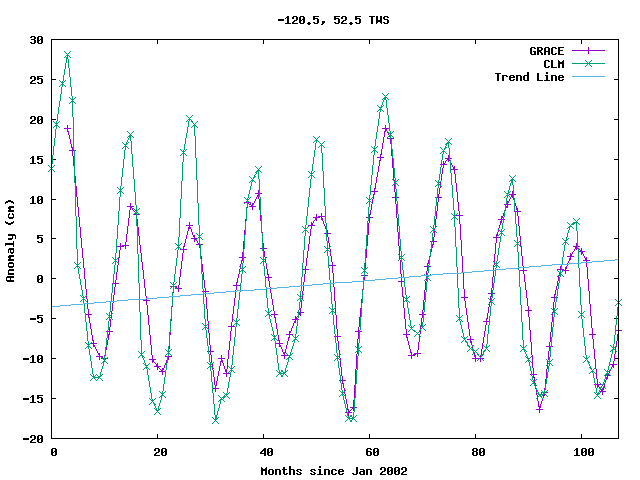 -120.5, 52.5 TWS
GRACE
CLM
Trend Line
30
25
20
15
10
5
0
-5
-10
-15
-20
Anomaly (cm)
0 20 40 60 80 100
Months since Jan 2002